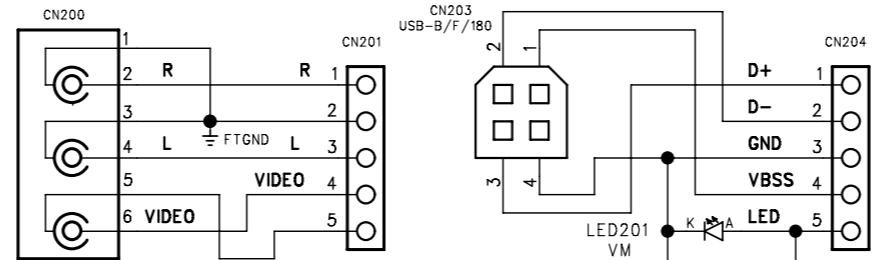 CN200
1
2
R
3
4
L
5
6
VIDEO
FTGND
CN201
R
1
2
L
3
VIDEO
4
5
CN203
USB-B/F/180
2
1
3
4
CN204
D+
1
D-
2
GND
3
VBSS
4
LED
5
LED201
VM
K
A